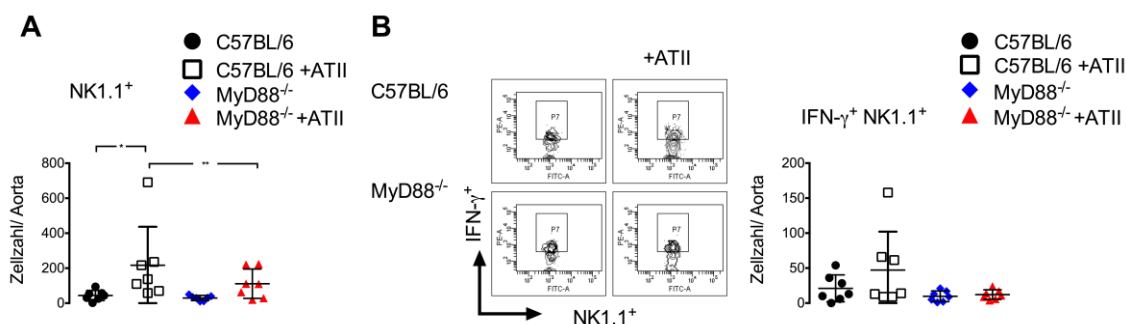 A
C57BL/6
C57BL/6 +ATII
MyD88-/-
MyD88-/- +ATII
NK1.1+
*
**
Zellzahl/ Aorta
800
600
400
200
0
B
+ATII
C57BL/6
MyD88-/-
P7
PE-A
FITC-A
P7
PE-A
FITC-A
P7
PE-A
FITC-A
P7
PE-A
FITC-A
IFN-γ+
NK1.1+
C57BL/6
C57BL/6 +ATII
MyD88-/-
MyD88-/- +ATII
IFN-γ+ NK1.1+
Zellzahl/ Aorta
200
150
100
50
0